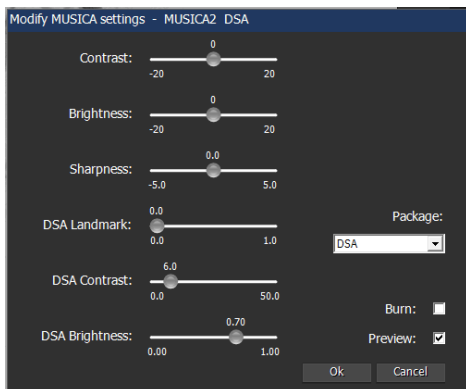 Modify MUSICA settings - MUSICA2 DSA
0
Contrast:
-20 20
0
Brightness:
-20 20
0.0
Sharpness:
-5.0 5.0
0.0
DSA Landmark:
0.0 1.0
Package:
DSA
6.0
DSA Contrast:
0.0 50.0
Burn:
0.70
DSA Brightness:
0.00 1.00
Preview:
Ok Cancel